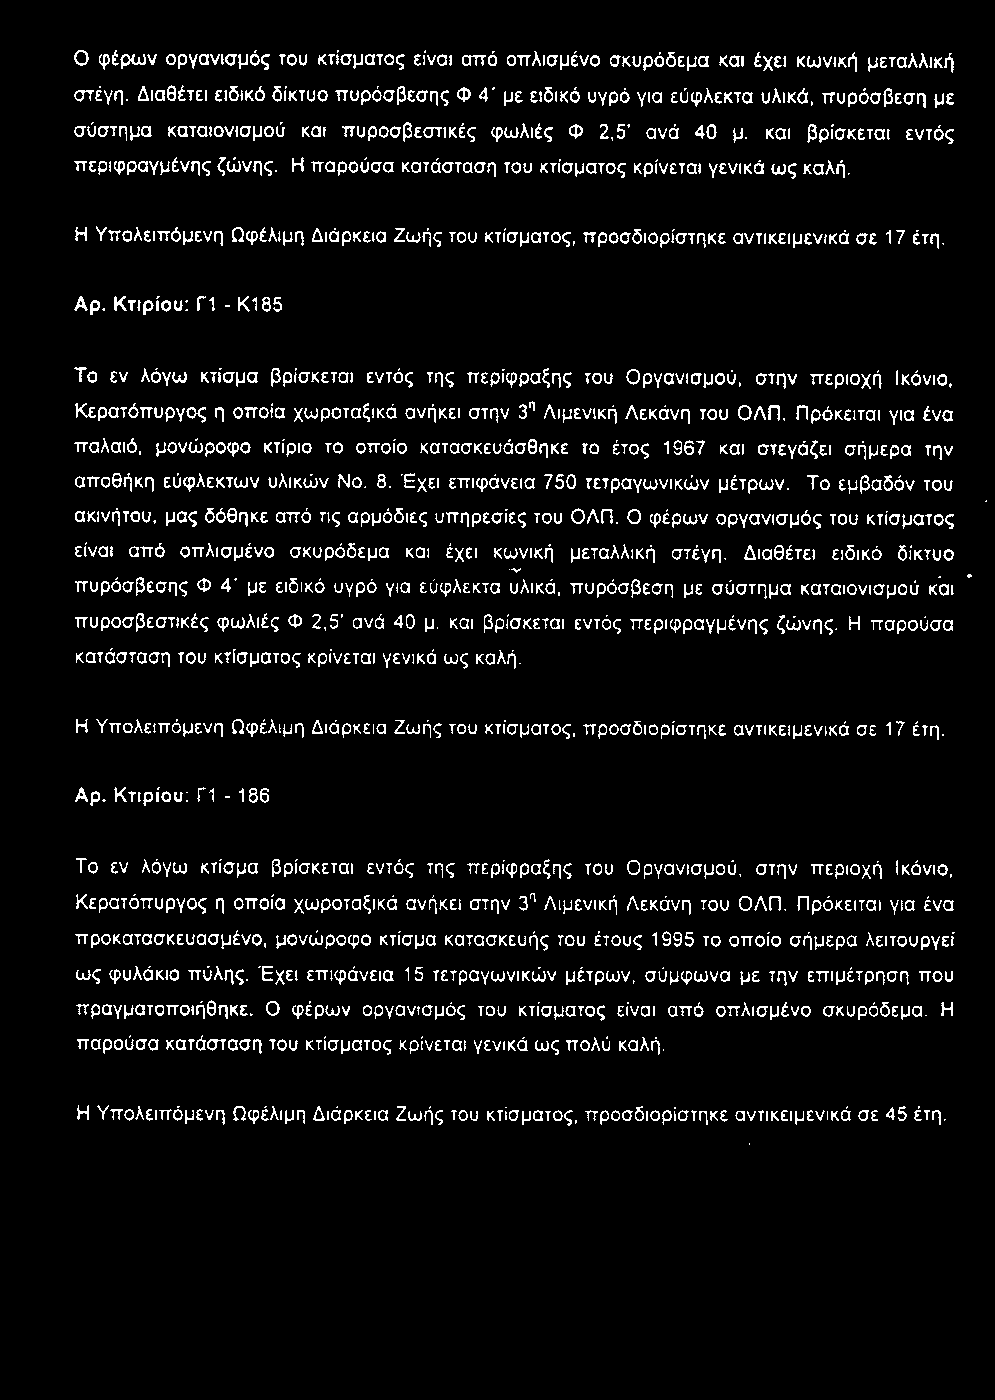 Ο φέρων οργανισμός του κτίσματος είναι από οπλισμένο σκυρόδεμα και έχει κωνική μεταλλική
στέγη. Διαθέτει ειδικό δίκτυο πυρόσβεσης Φ 4' με ειδικό υγρό για εύφλεκτα υλικά, πυρόσβεση με
σύστημα καταιονισμού και πυροσβεστικές φωλιές Φ 2,5' ανά 40 μ. και βρίσκεται εντός
περιφραγμένης ζώνης. Η παρούσα κατάσταση του κτίσματος κρίνεται γενικά ως καλή.
Η Υπολειπόμενη Ωφέλιμη Διάρκεια Ζωής του κτίσματος, προσδιορίστηκε αντικειμενικά σε 17 έτη.
Αρ. Κτιρίου: Γ1 - Κ185
Το εν λόγω κτίσμα βρίσκεται εντός της περίφραξης του Οργανισμού, στην περιοχή Ικόνιο,
Κερατόπυργος η οποία χωροταξικά ανήκει στην 3η Λιμενική Λεκάνη του ΟΛΠ. Πρόκειται για ένα
παλαιό, μονώροφο κτίριο το οποίο κατασκευάσθηκε το έτος 1967 και στεγάζει σήμερα την
αποθήκη εύφλεκτων υλικών Νο. 8. Έχει επιφάνεια 750 τετραγωνικών μέτρων. Το εμβαδόν του
ακινήτου, μας δόθηκε από τις αρμόδιες υπηρεσίες του ΟΛΠ. Ο φέρων οργανισμός του κτίσματος
είναι από οπλισμένο σκυρόδεμα και έχει κωνική μεταλλική στέγη. Διαθέτει ειδικό δίκτυο
πυρόσβεσης Φ 4' με ειδικό υγρό για εύφλεκτα υλικά, πυρόσβεση με σύστημα καταιονισμού και
πυροσβεστικές φωλιές Φ 2,5' ανά 40 μ. και βρίσκεται εντός περιφραγμένης ζώνης. Η παρούσα
κατάσταση του κτίσματος κρίνεται γενικά ως καλή.
Η Υπολειπόμενη Ωφέλιμη Διάρκεια Ζωής του κτίσματος, προσδιορίστηκε αντικειμενικά σε 17 έτη.
Αρ. Κτιρίου: Γ1 - 186
Το εν λόγω κτίσμα βρίσκεται εντός της περίφραξης του Οργανισμού, στην περιοχή Ικόνιο,
Κερατόπυργος η οποία χωροταξικά ανήκει στην 3η Λιμενική Λεκάνη του ΟΛΠ. Πρόκειται για ένα
προκατασκευασμένο, μονώροφο κτίσμα κατασκευής του έτους 1995 το οποίο σήμερα λειτουργεί
ως φυλάκιο πύλης. Έχει επιφάνεια 15 τετραγωνικών μέτρων, σύμφωνα με την επιμέτρηση που
πραγματοποιήθηκε. Ο φέρων οργανισμός του κτίσματος είναι από οπλισμένο σκυρόδεμα. Η
παρούσα κατάσταση του κτίσματος κρίνεται γενικά ως πολύ καλή.
Η Υπολειπόμενη Ωφέλιμη Διάρκεια Ζωής του κτίσματος, προσδιορίστηκε αντικειμενικά σε 45 έτη.